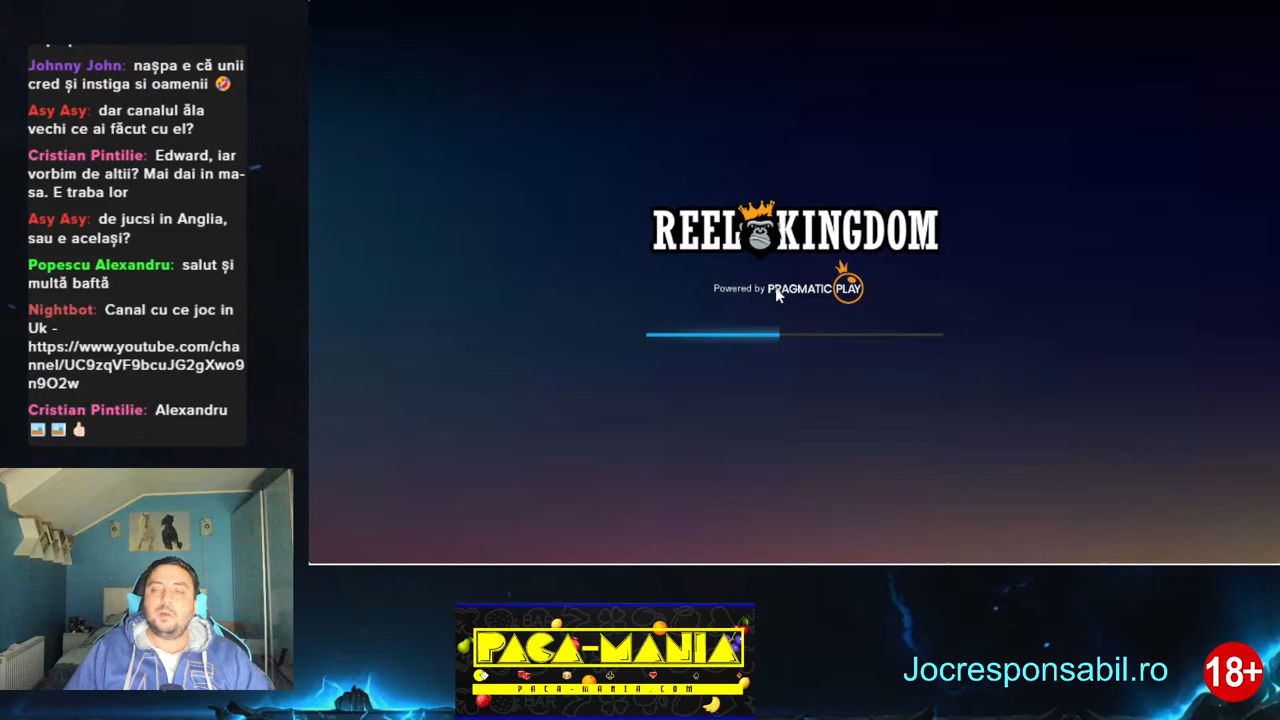 Johnny John: nașpa e că unii
cred și instiga si oamenii 🤣
Asy Asy: dar canalul ăla
vechi ce ai făcut cu el?
Cristian Pintilie: Edward, iar
vorbim de altii? Mai dai in ma-
sa. E traba lor
Asy Asy: de jucsi in Anglia,
sau e același?
Popescu Alexandru: salut și
multă baftă
Nightbot: Canal cu ce joc in
Uk -
https://www.youtube.com/cha
nnel/UC9zqVF9bcuJG2gXwo9
n9O2w
Cristian Pintilie: Alexandru
REEL KINGDOM
Powered by PRAGMATIC PLAY
PACA-MANIA
PACA-MANIA.COM
Jocresponsabil.ro
18+